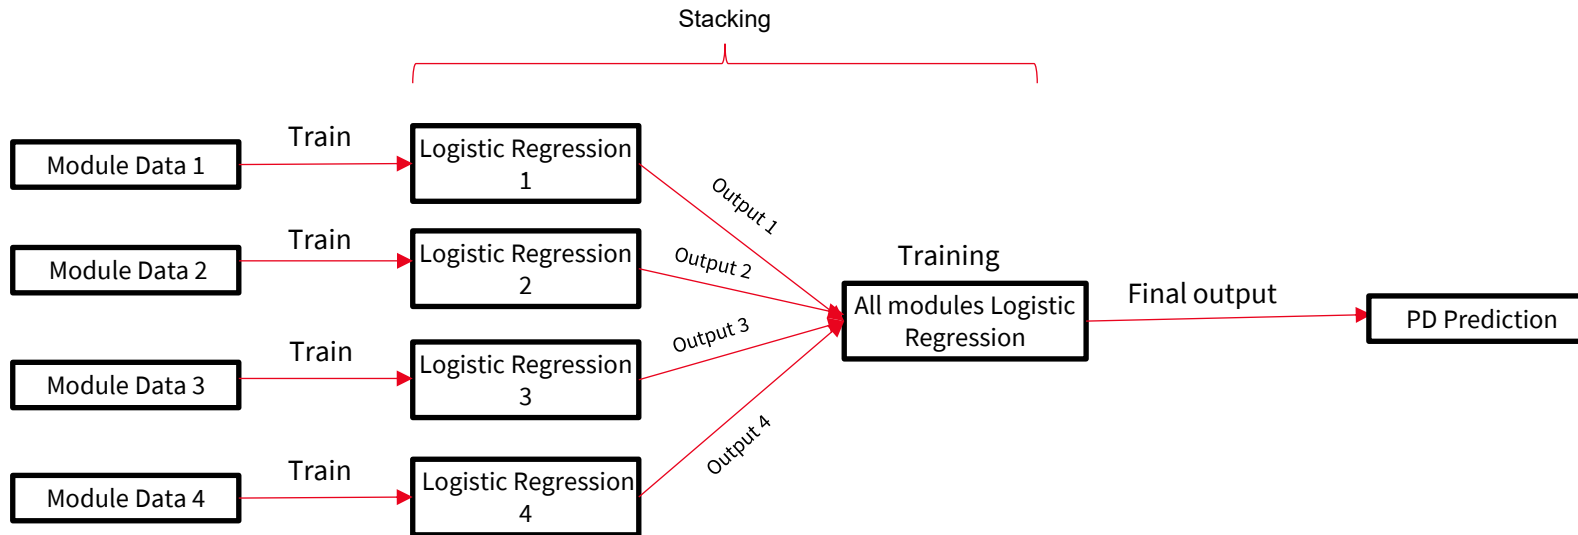 Stacking
Module Data 1
Train
Logistic Regression
1
Output 1
Module Data 2
Train
Logistic Regression
2
Output 2
Module Data 3
Train
Logistic Regression
3
Output 3
Module Data 4
Train
Logistic Regression
4
Output 4
Training
All modules Logistic
Regression
Final output
PD Prediction